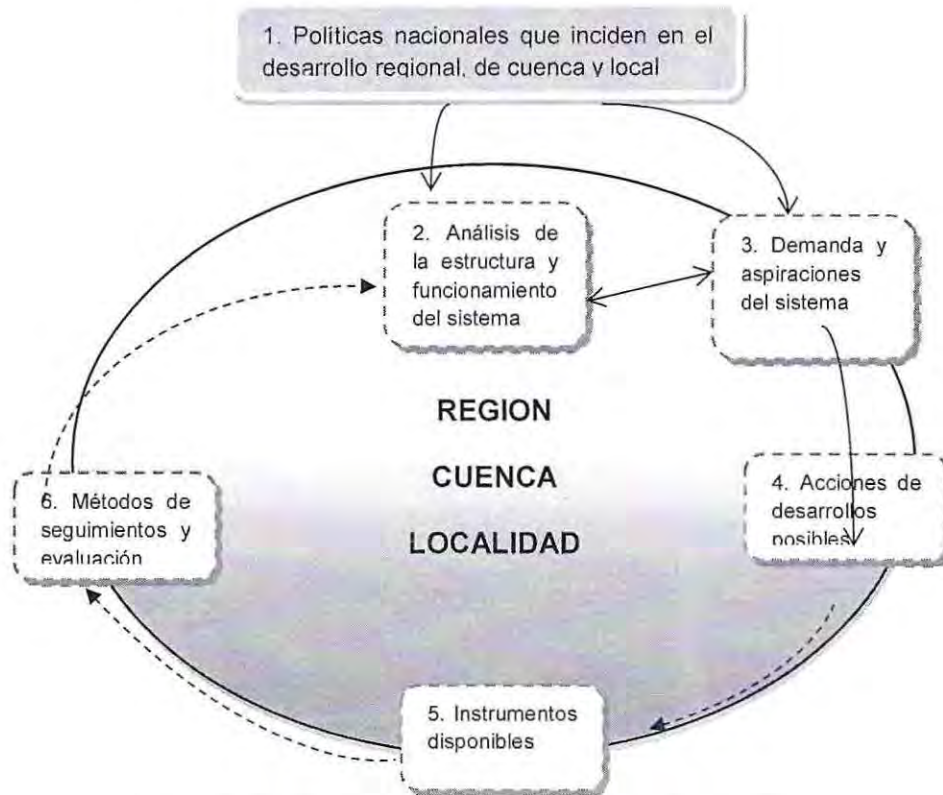 1. Políticas nacionales que inciden en el
desarrollo regional, de cuenca y local
2. Análisis de
la estructura y
funcionamiento
del sistema
3. Demanda y
aspiraciones
del sistema
REGION
CUENCA
LOCALIDAD
4. Acciones de
desarrollos
posibles
6. Métodos de
seguimientos y
evaluación
5. Instrumentos
disponibles